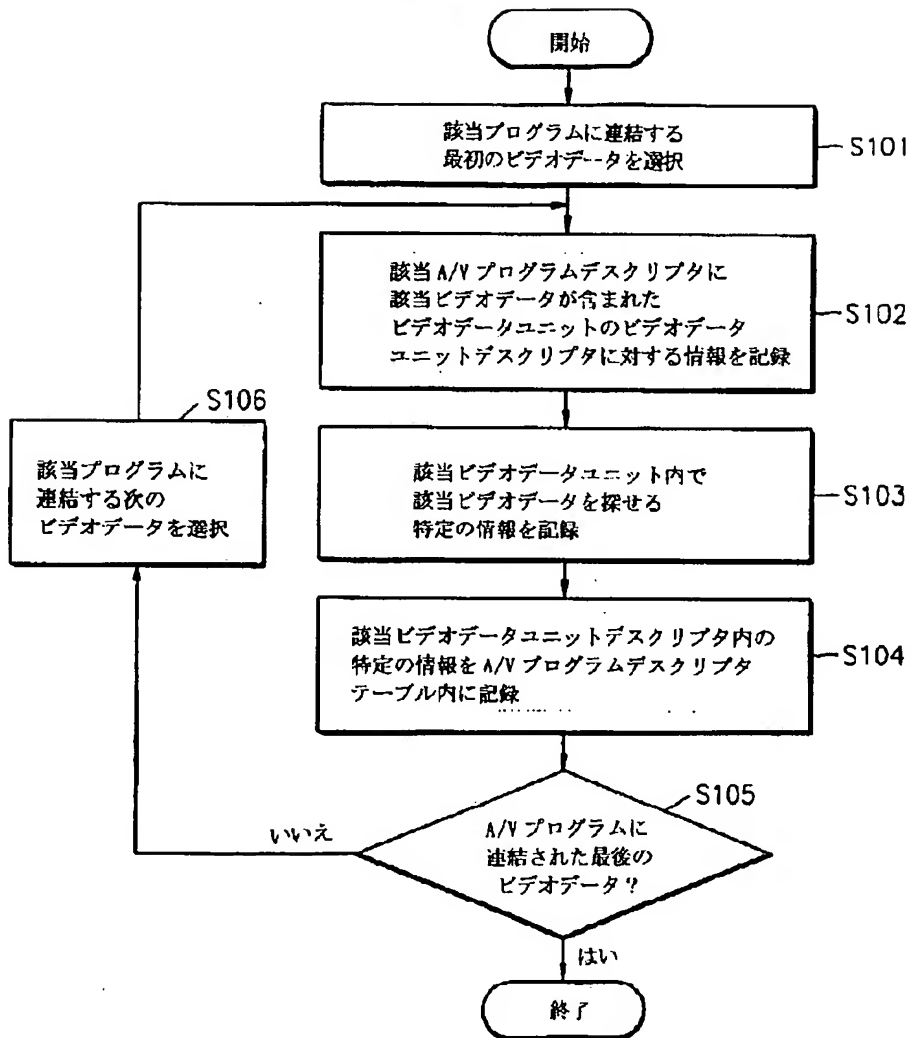 開始
該当プログラムに連結する
最初のビデオデータを選択
S101
該当 A/V プログラムデスクリプタに
該当ビデオデータが含まれた
ビデオデータユニットのビデオデータ
ユニットデスクリプタに対する情報を記録
S102
S106
該当プログラムに
連結する次の
ビデオデータを選択
該当ビデオデータユニット内で
該当ビデオデータを探せる
特定の情報を記録
S103
該当ビデオデータユニットデスクリプタ内の
特定の情報を A/V プログラムデスクリプタ
テーブル内に記録
S104
S105
いいえ
A/V プログラムに
連結された最後の
ビデオデータ?
はい
終了